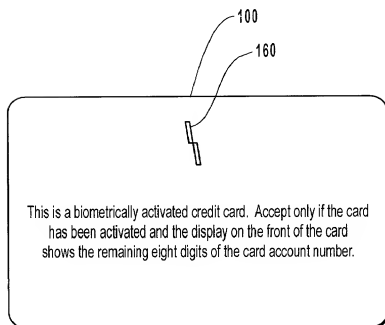 100
160
This is a biometrically activated credit card. Accept only if the card
has been activated and the display on the front of the card
shows the remaining eight digits of the card account number.